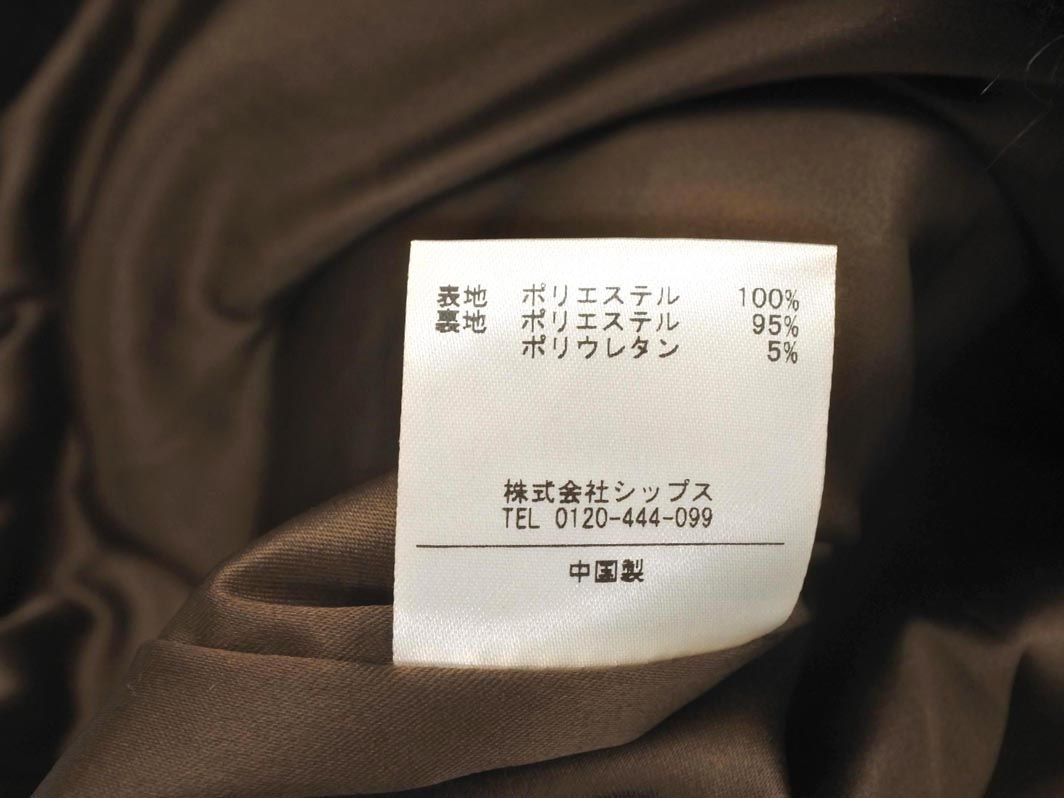 表地 ポリエステル 100%
裏地 ポリエステル 95%
ポリウレタン 5%
株式会社シップス
TEL 0120-444-099
中国製